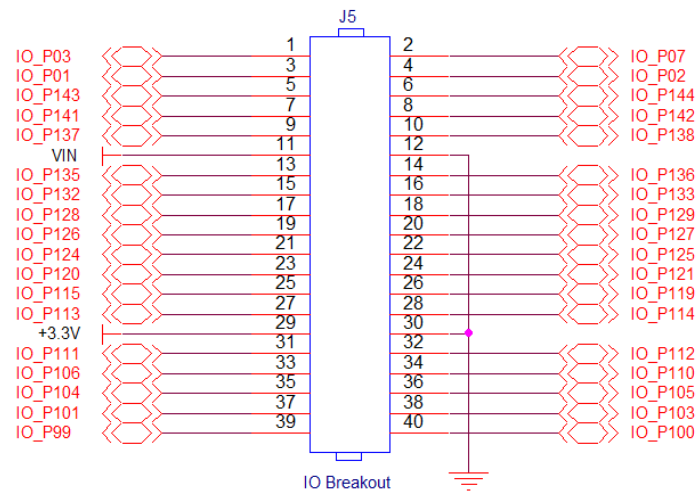 J5
1 2
IO_P03 IO_P07
3 4
IO_P01 IO_P02
5 6
IO_P143 IO_P144
7 8
IO_P141 IO_P142
9 10
IO_P137 IO_P138
11 12
VIN
13 14
IO_P135 IO_P136
15 16
IO_P132 IO_P133
17 18
IO_P128 IO_P129
19 20
IO_P126 IO_P127
21 22
IO_P124 IO_P125
23 24
IO_P120 IO_P121
25 26
IO_P115 IO_P119
27 28
IO_P113 IO_P114
29 30
+3.3V
31 32
IO_P111 IO_P112
33 34
IO_P106 IO_P110
35 36
IO_P104 IO_P105
37 38
IO_P101 IO_P103
39 40
IO_P99 IO_P100
IO Breakout